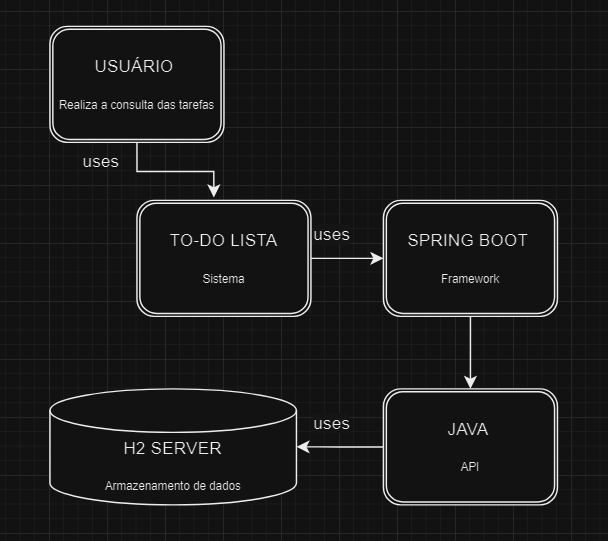 USUÁRIO
Realiza a consulta das tarefas
uses
TO-DO LISTA
Sistema
uses
SPRING BOOT
Framework
JAVA
API
uses
H2 SERVER
Armazenamento de dados